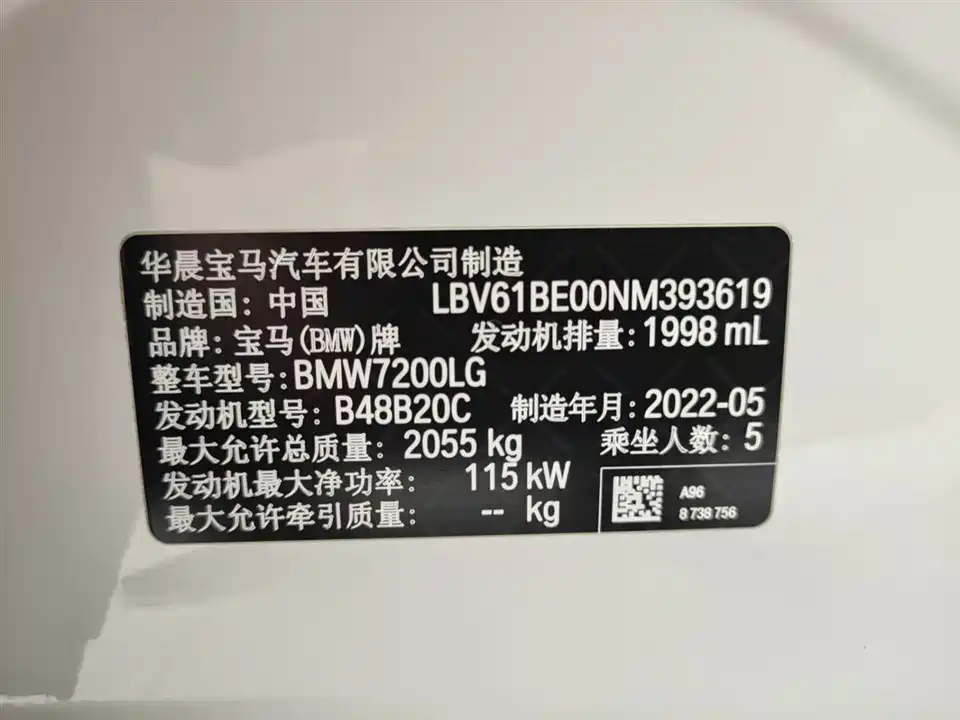 华晨宝马汽车有限公司制造
制造国：中国 LBV61BE00NM393619
品牌：宝马(BMW)牌 发动机排量：1998 mL
整车型号：BMW7200LG
发动机型号：B48B20C 制造年月：2022-05
最大允许总质量：2055 kg 乘坐人数：5
发动机最大净功率：115 kW
最大允许牵引质量：-- kg
A96
8 738 756